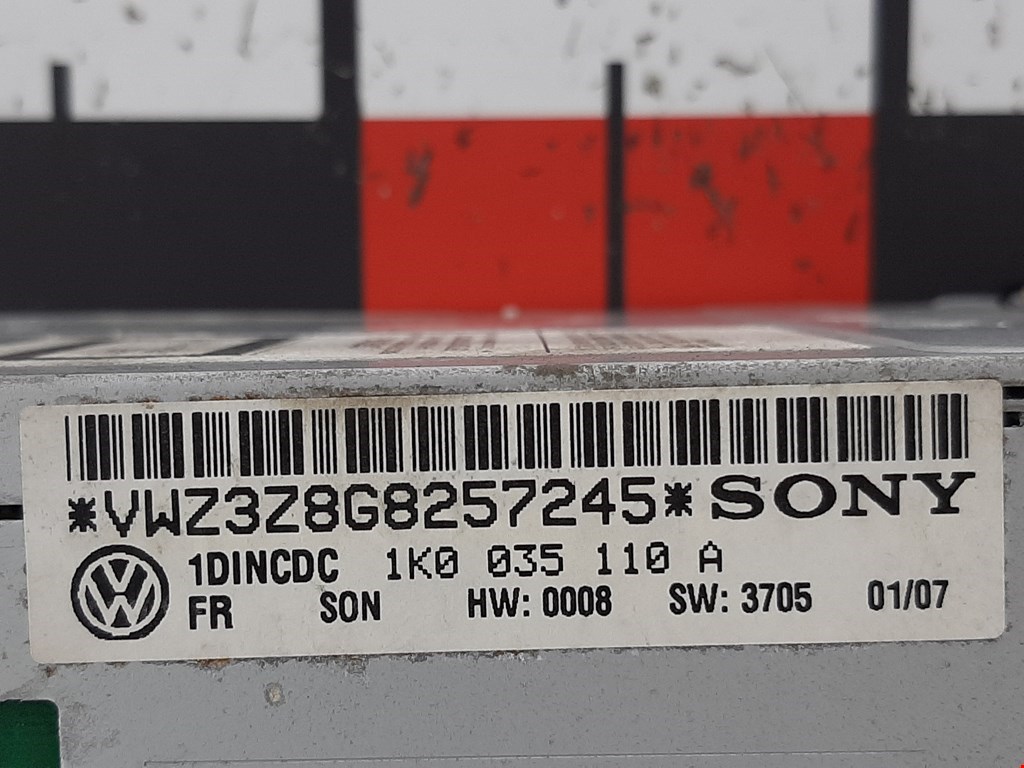 *VWZ3Z8G8257245* SONY
1DINCDC 1K0 035 110 A
FR SON HW: 0008 SW: 3705 01/07